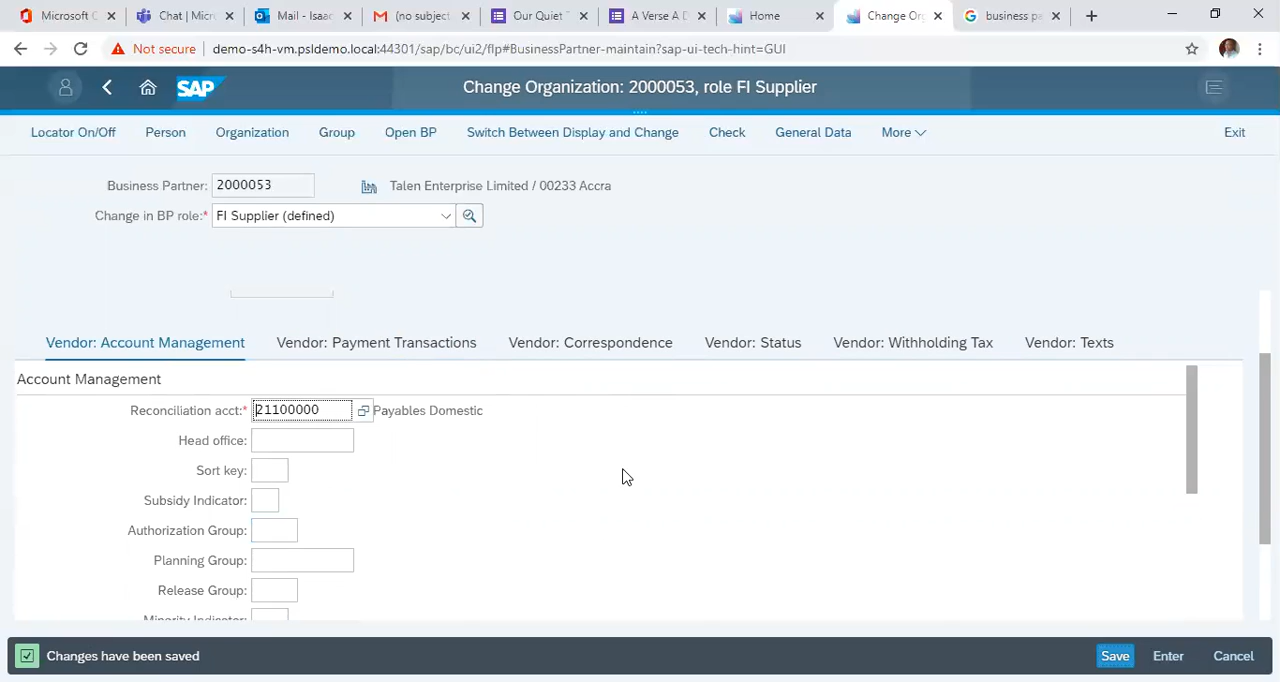 Microsoft O
Chat | Micr
Mail - Isaac
(no subject
Our Quiet T
A Verse A D
Home
Change Org
business pa
Not secure
demo-s4h-vm.psldemo.local:44301/sap/bc/ui2/flp#BusinessPartner-maintain?sap-ui-tech-hint=GUI
SAP
Change Organization: 2000053, role FI Supplier
Locator On/Off Person Organization Group Open BP Switch Between Display and Change Check General Data More Exit
Business Partner: 2000053 Talen Enterprise Limited / 00233 Accra
Change in BP role:* FI Supplier (defined)
Vendor: Account Management Vendor: Payment Transactions Vendor: Correspondence Vendor: Status Vendor: Withholding Tax Vendor: Texts
Account Management
Reconciliation acct:* 21100000 Payables Domestic
Head office:
Sort key:
Subsidy Indicator:
Authorization Group:
Planning Group:
Release Group:
Minority Indicator:
Changes have been saved Save Enter Cancel